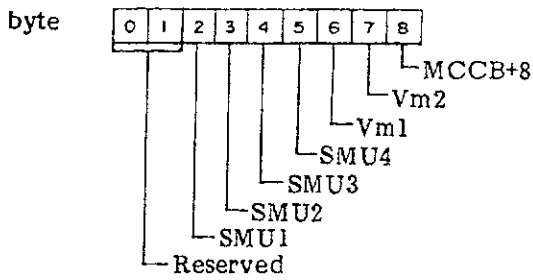 byte 0 1 2 3 4 5 6 7 8
MCCB+8
Vm2
Vm1
SMU4
SMU3
SMU2
SMU1
Reserved